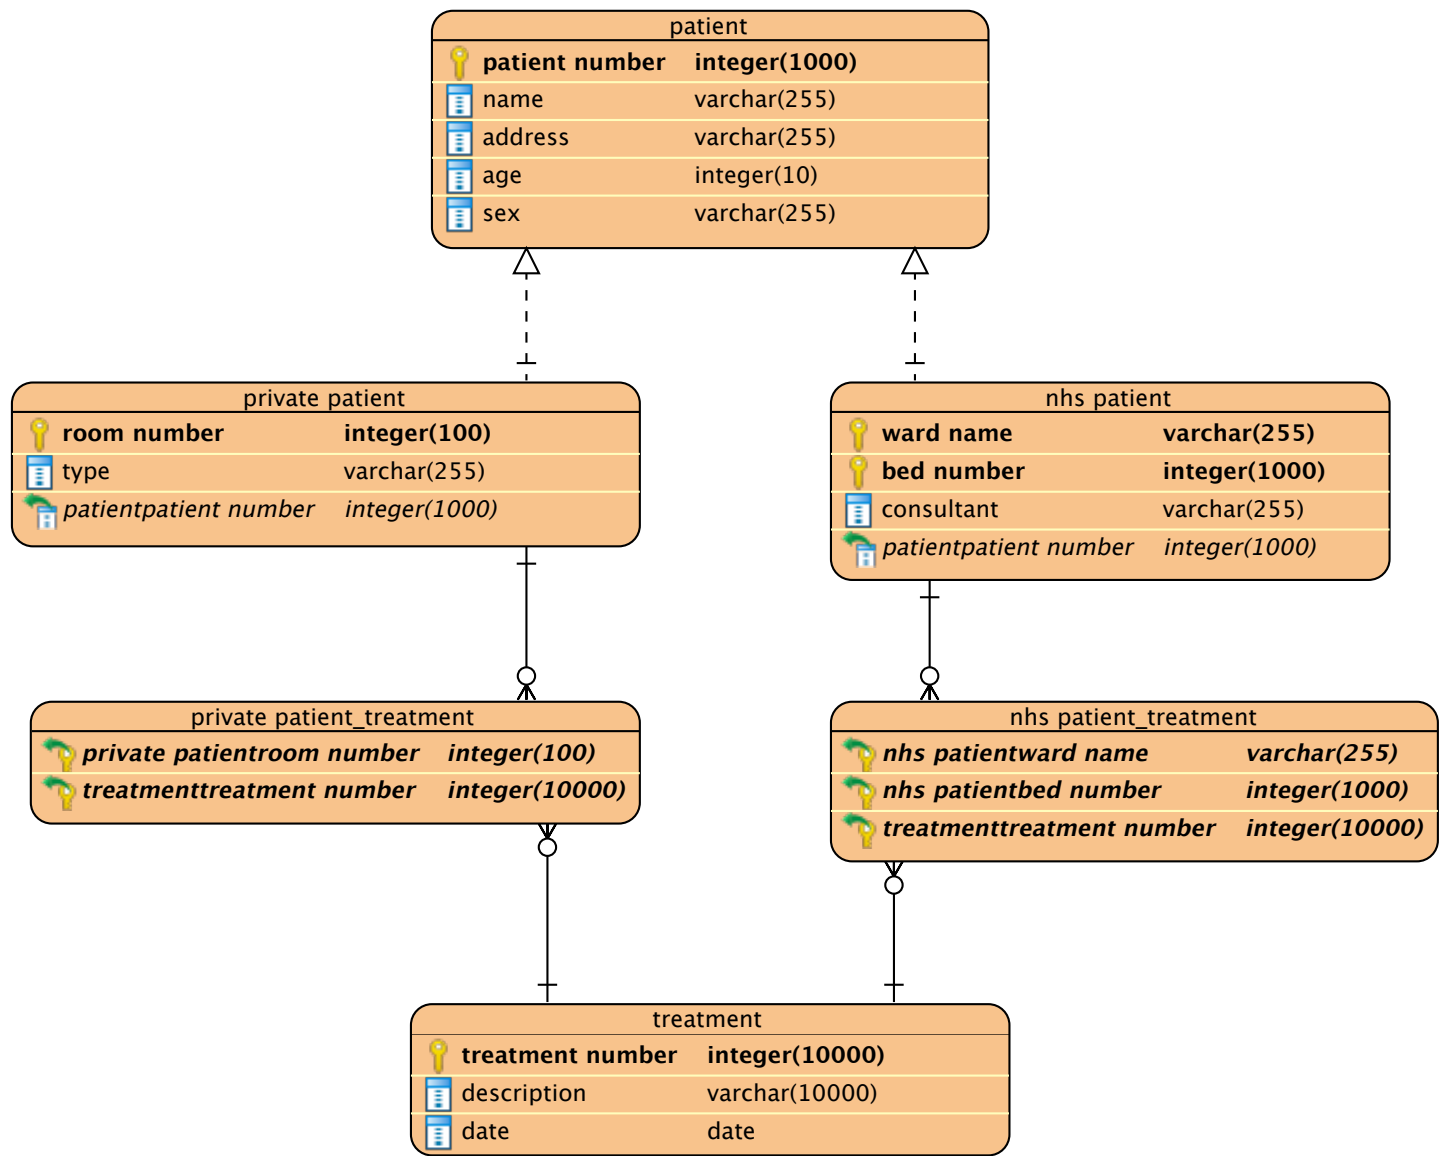 patient
patient number integer(1000)
name varchar(255)
address varchar(255)
age integer(10)
sex varchar(255)
private patient
room number integer(100)
type varchar(255)
patientpatient number integer(1000)
nhs patient
ward name varchar(255)
bed number integer(1000)
consultant varchar(255)
patientpatient number integer(1000)
private patient_treatment
private patientroom number integer(100)
treatmenttreatment number integer(10000)
nhs patient_treatment
nhs patientward name varchar(255)
nhs patientbed number integer(1000)
treatmenttreatment number integer(10000)
treatment
treatment number integer(10000)
description varchar(10000)
date date